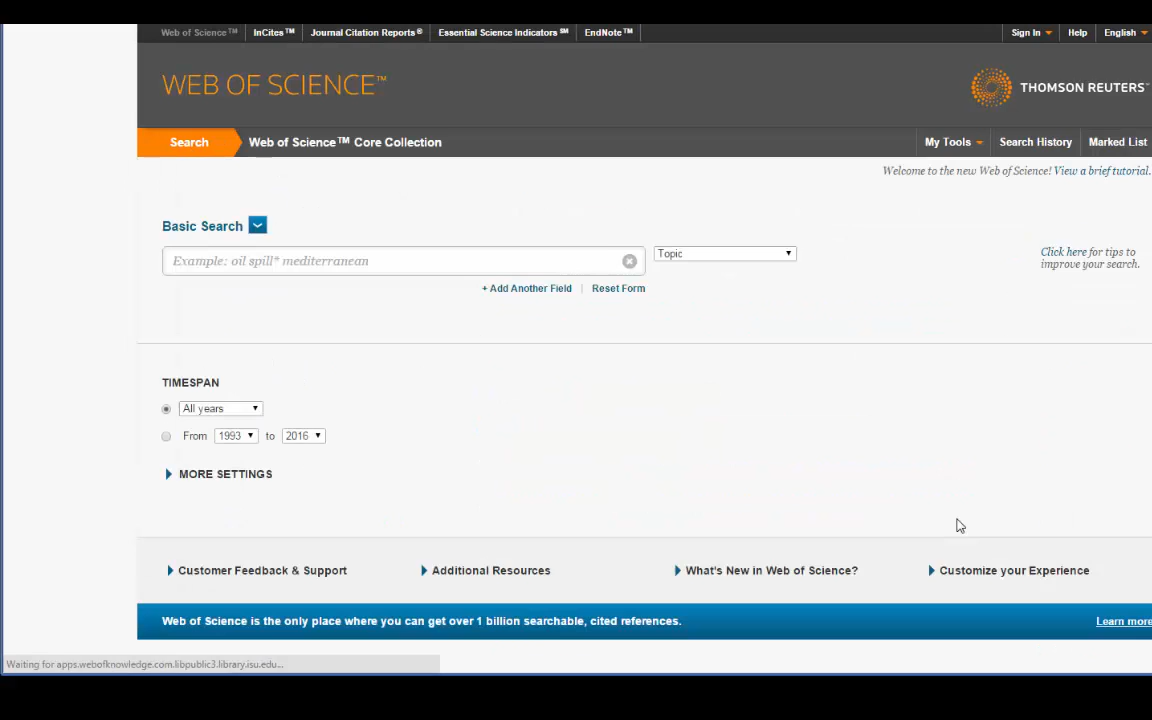 Web of Science™ InCites™ Journal Citation Reports® Essential Science Indicators℠ EndNote™ Sign In Help English
WEB OF SCIENCE™ THOMSON REUTERS™
Search Web of Science™ Core Collection My Tools Search History Marked List
Welcome to the new Web of Science! View a brief tutorial.
Basic Search
Example: oil spill* mediterranean Topic Click here for tips to
improve your search.
+ Add Another Field Reset Form
TIMESPAN
All years
From 1993 to 2016
MORE SETTINGS
Customer Feedback & Support Additional Resources What's New in Web of Science? Customize your Experience
Web of Science is the only place where you can get over 1 billion searchable, cited references. Learn more
Waiting for apps.webofknowledge.com.libpublic3.library.isu.edu...